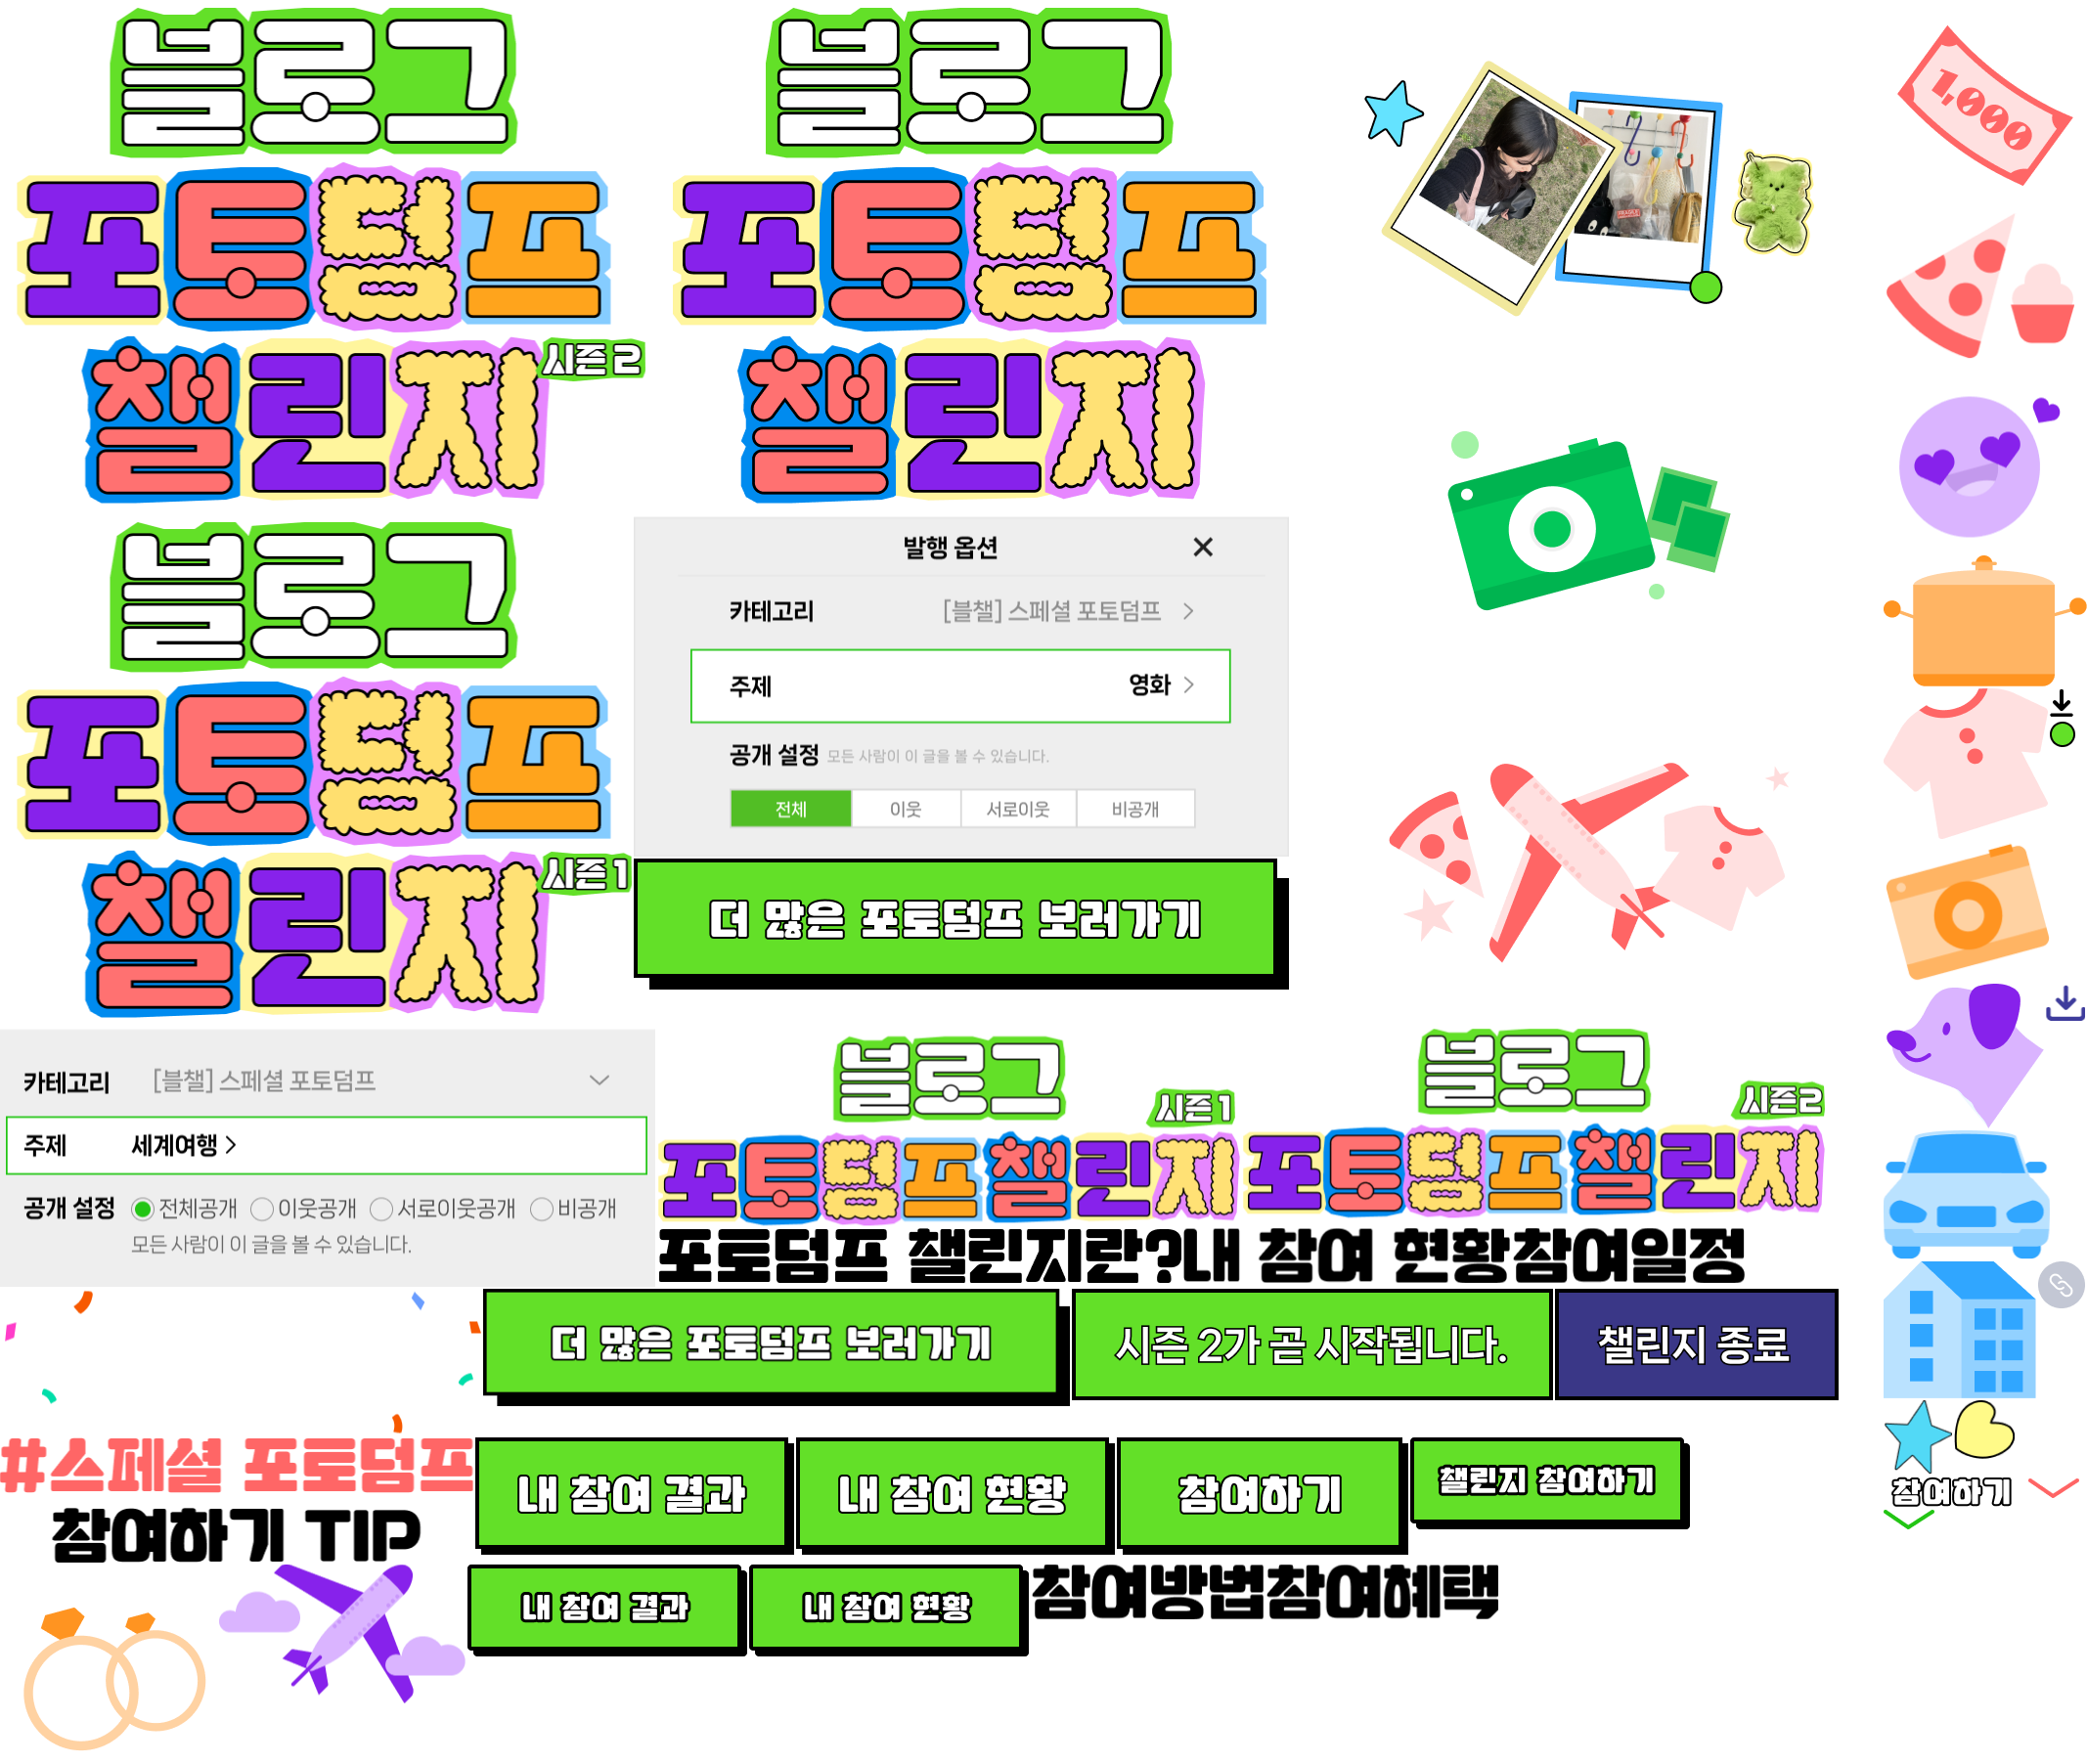 블로그
포토덤프
챌린지 시즌 2
블로그
포토덤프
챌린지
1,000
블로그
포토덤프
챌린지 시즌 1
발행 옵션
카테고리 [블챌] 스페셜 포토덤프
주제 영화
공개 설정 모든 사람이 이 글을 볼 수 있습니다.
전체 이웃 서로이웃 비공개
더 많은 포토덤프 보러가기
카테고리 [블챌] 스페셜 포토덤프
주제 세계여행
공개 설정 전체공개 이웃공개 서로이웃공개 비공개
모든 사람이 이 글을 볼 수 있습니다.
블로그
시즌 1
포토덤프챌린지
블로그
시즌2
포토덤프챌린지
포토덤프 챌린지란?내 참여 현황참여일정
더 많은 포토덤프 보러가기
시즌 2가 곧 시작됩니다.
챌린지 종료
#스페셜 포토덤프
참여하기 TIP
내 참여 결과
내 참여 현황
참여하기
챌린지 참여하기
참여하기
내 참여 결과
내 참여 현황
참여방법참여혜택